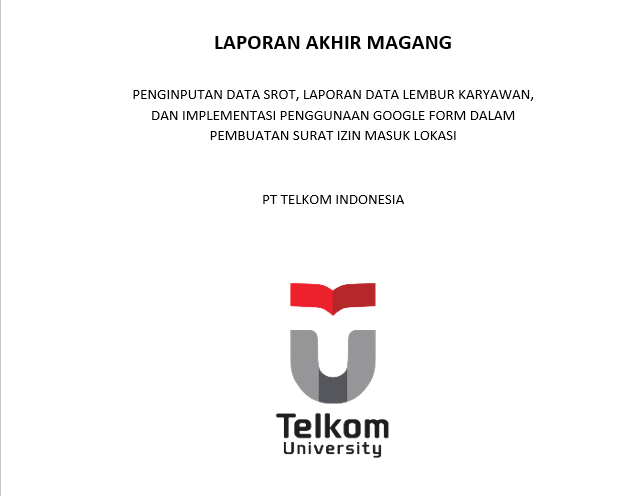 LAPORAN AKHIR MAGANG
PENGINPUTAN DATA SROT, LAPORAN DATA LEMBUR KARYAWAN,
DAN IMPLEMENTASI PENGGUNAAN GOOGLE FORM DALAM
PEMBUATAN SURAT IZIN MASUK LOKASI
PT TELKOM INDONESIA
Telkom
University